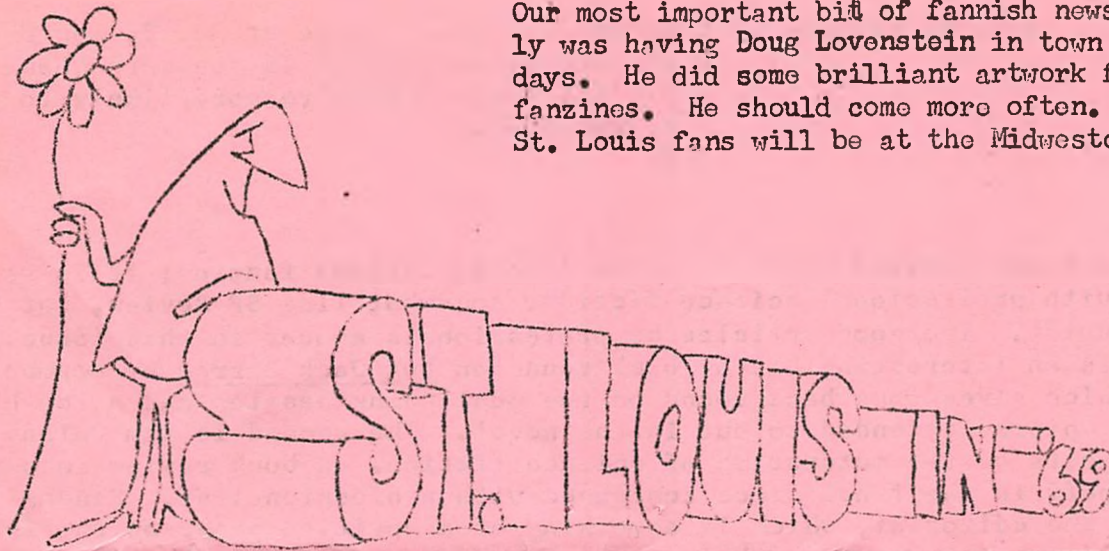 Our most important bit of fannish news
ly was having Doug Lovenstein in town
days. He did some brilliant artwork f
fanzines. He should come more often.
St. Louis fans will be at the Midwestc
ST. LOUIS-IN-69